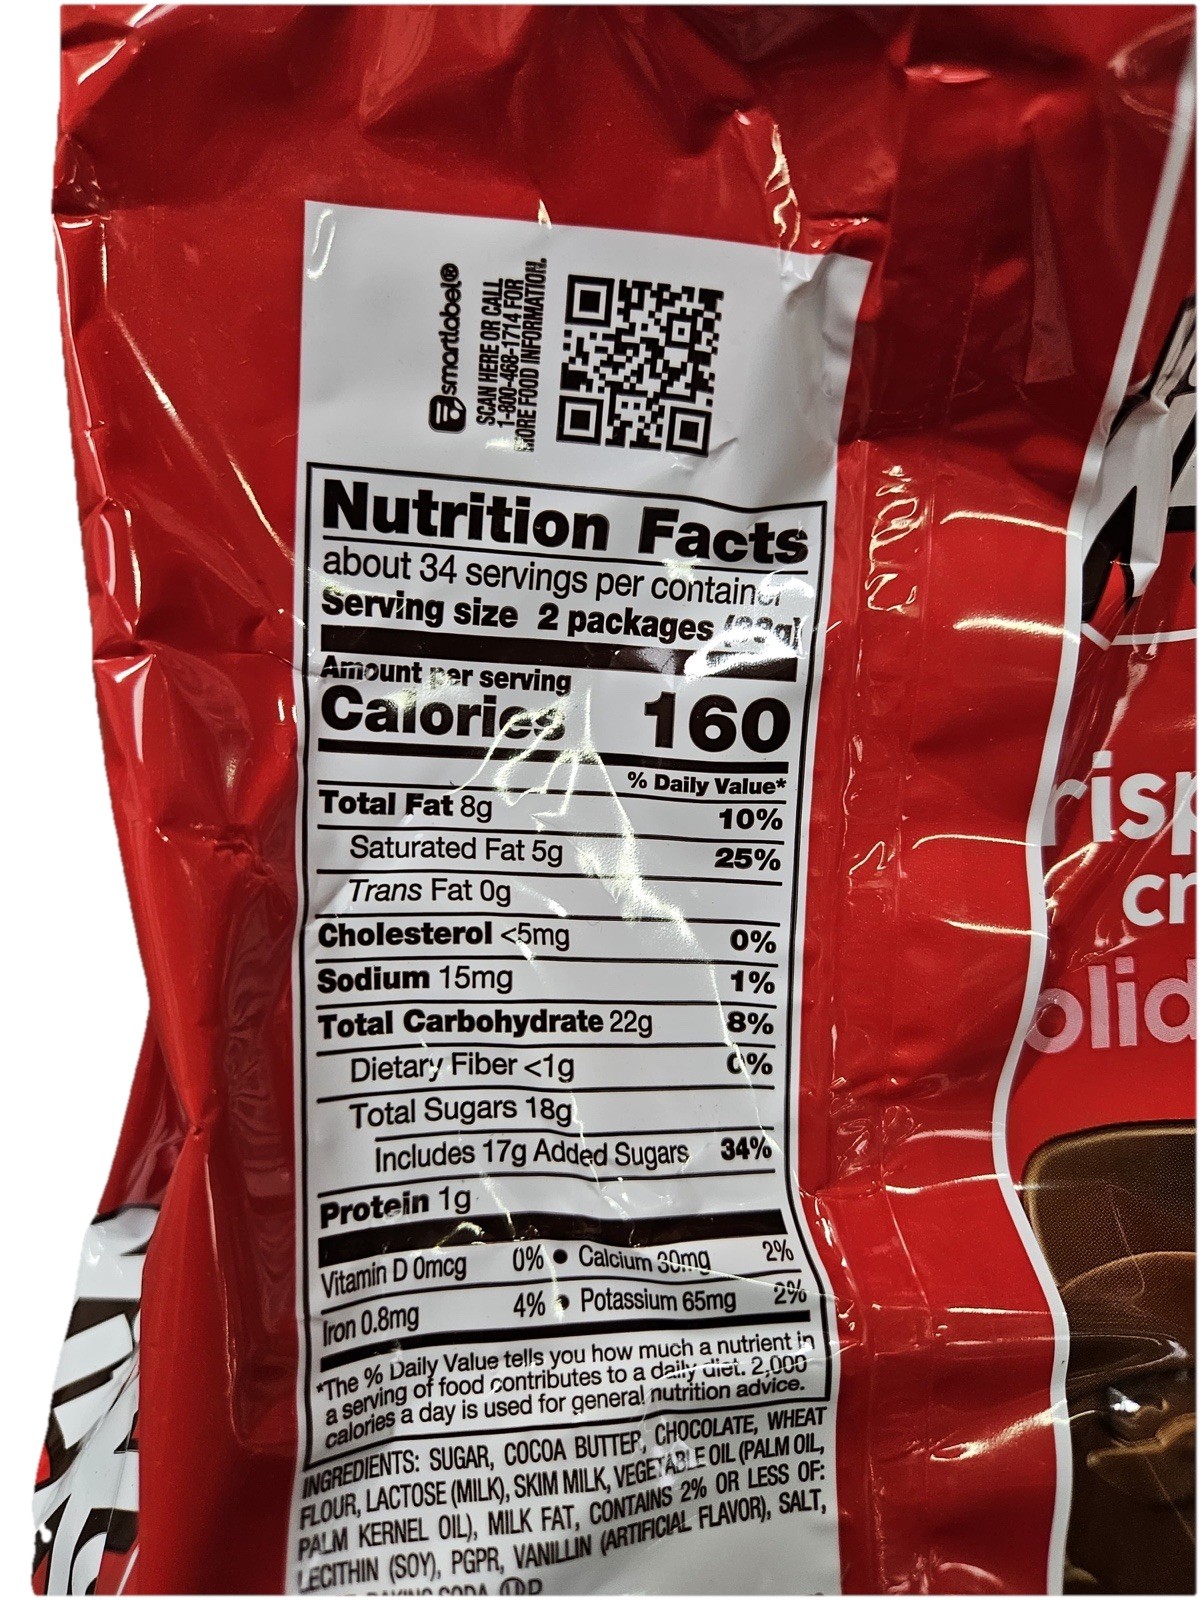 smartlabel®
SCAN HERE OR CALL
1-800-468-1714 FOR
MORE FOOD INFORMATION.
Nutrition Facts
about 34 servings per container
Serving size 2 packages
Amount per serving
Calories 160
% Daily Value*
Total Fat 8g 10%
Saturated Fat 5g 25%
Trans Fat 0g
Cholesterol <5mg 0%
Sodium 15mg 1%
Total Carbohydrate 22g 8%
Dietary Fiber <1g 0%
Total Sugars 18g
Includes 17g Added Sugars 34%
Protein 1g
Vitamin D 0mcg 0% • Calcium 30mg 2%
Iron 0.8mg 4% • Potassium 65mg 2%
*The % Daily Value tells you how much a nutrient in
a serving of food contributes to a daily diet. 2,000
calories a day is used for general nutrition advice.
INGREDIENTS: SUGAR, COCOA BUTTER, CHOCOLATE, WHEAT
FLOUR, LACTOSE (MILK), SKIM MILK, VEGETABLE OIL (PALM OIL,
PALM KERNEL OIL), MILK FAT, CONTAINS 2% OR LESS OF:
LECITHIN (SOY), PGPR, VANILLIN (ARTIFICIAL FLAVOR), SALT,
BAKING SODA
risp
cr
olid